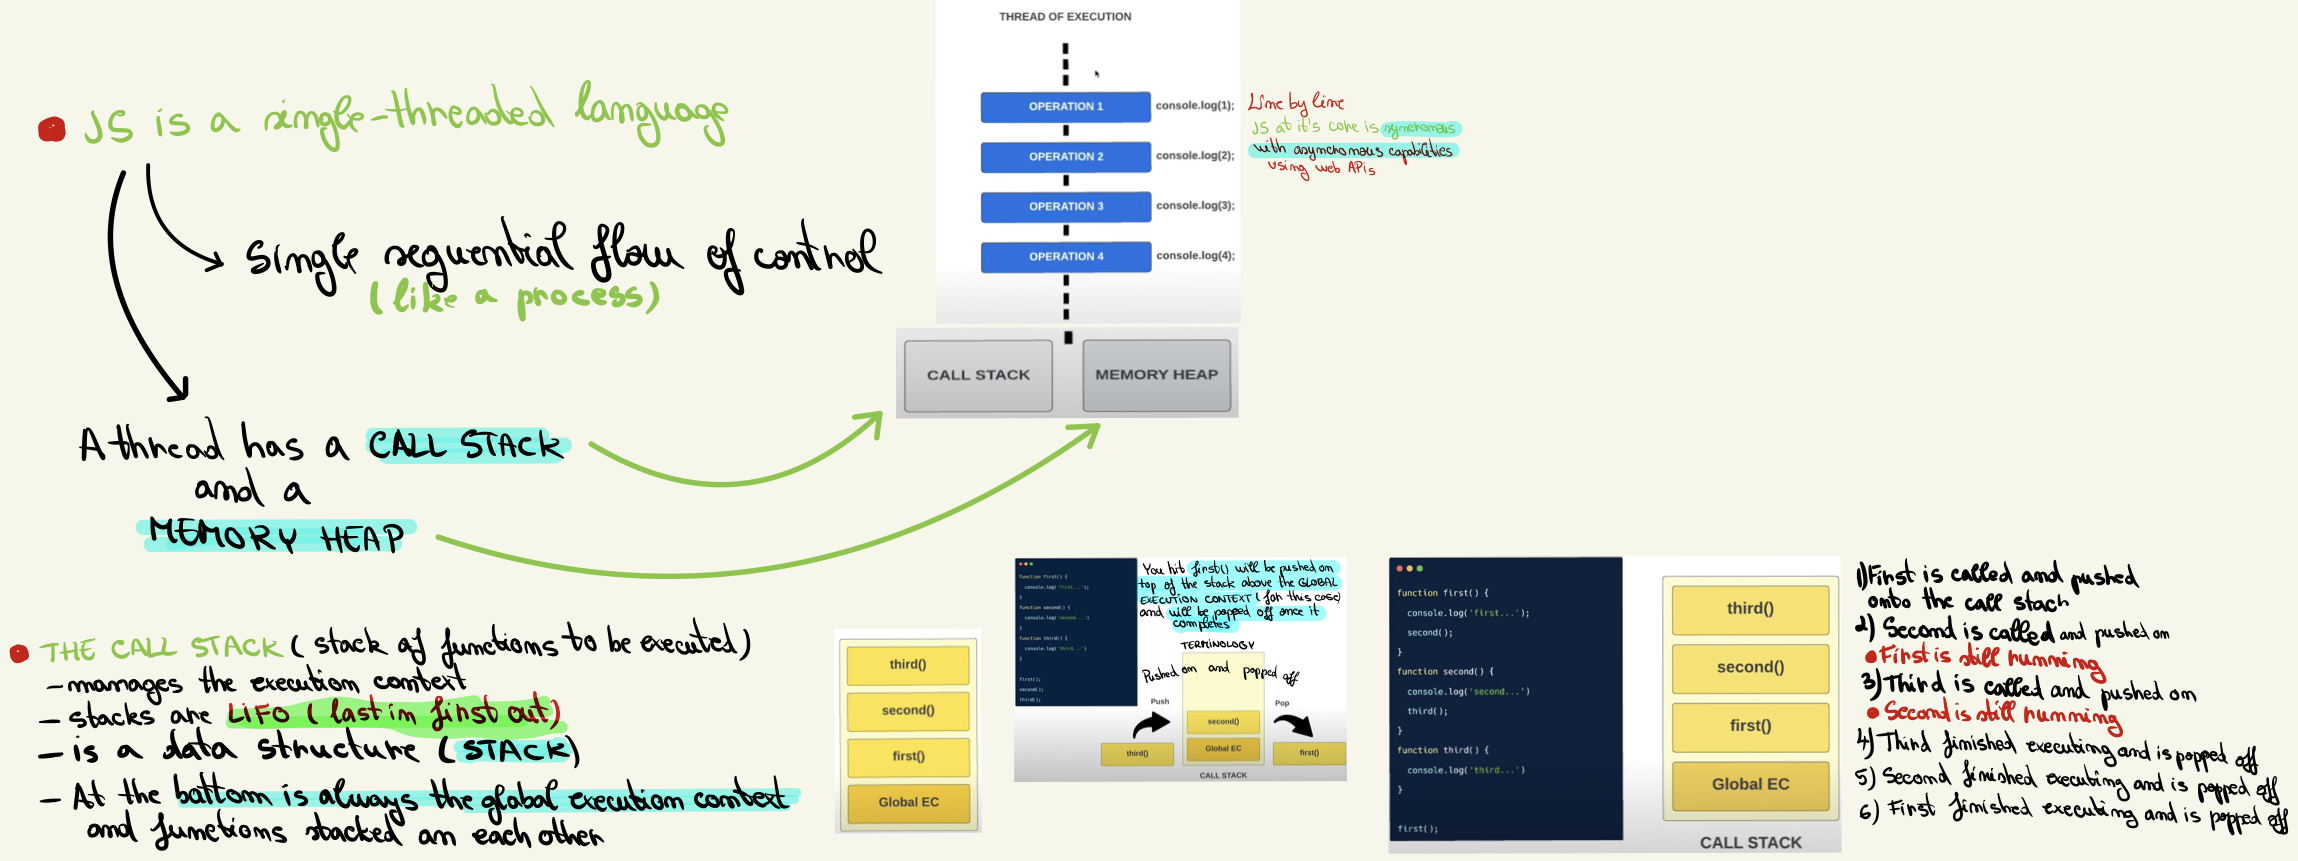 JS is a single-threaded language
Single sequential flow of control
(like a process)
A thread has a CALL STACK
and a
MEMORY HEAP
THREAD OF EXECUTION
OPERATION 1 console.log(1);
OPERATION 2 console.log(2);
OPERATION 3 console.log(3);
OPERATION 4 console.log(4);
CALL STACK
MEMORY HEAP
Line by line
JS at it's core is synchronous
with asynchronous capabilities
using web APIs
THE CALL STACK (stack of functions to be executed)
- manages the execution context
- stacks are LIFO (last in first out)
- is a data structure (STACK)
- At the bottom is always the global execution context
and functions stacked on each other
third()
second()
first()
Global EC
function first() {
console.log('first...');
}
function second() {
console.log('second...');
}
function third() {
console.log('third...');
}
first();
second();
third();
You hit first() will be pushed on
top of the stack above the GLOBAL
EXECUTION CONTEXT (for this case)
and will be popped off once it
completes
TERMINOLOGY
Pushed on and popped off
Push
Pop
third()
second()
Global EC
first()
CALL STACK
function first() {
console.log('first...');
second();
}
function second() {
console.log('second...')
third();
}
function third() {
console.log('third...')
}
first();
third()
second()
first()
Global EC
CALL STACK
1) First is called and pushed
onto the call stack
2) Second is called and pushed on
First is still running
3) Third is called and pushed on
Second is still running
4) Third finished executing and is popped off
5) Second finished executing and is popped off
6) First finished executing and is popped off